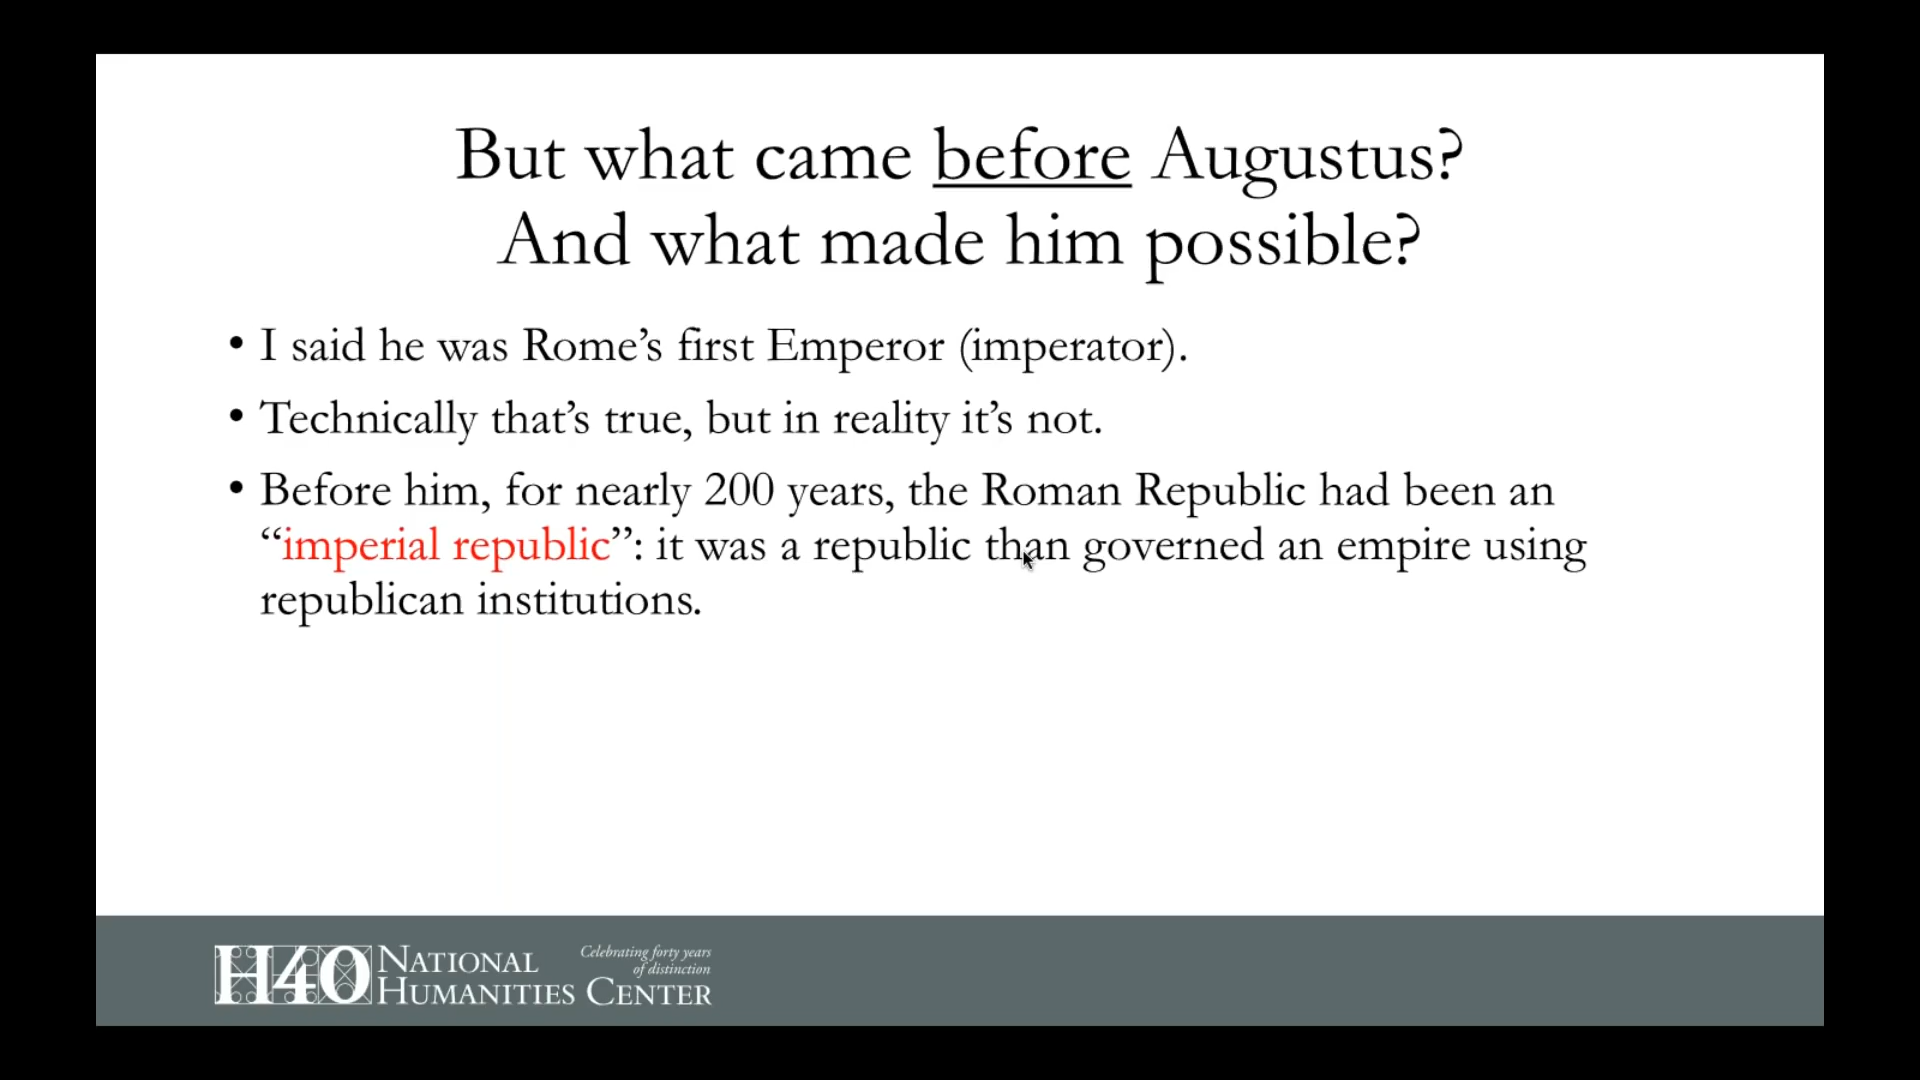 But what came before Augustus?
And what made him possible?
• I said he was Rome’s first Emperor (imperator).
• Technically that’s true, but in reality it’s not.
• Before him, for nearly 200 years, the Roman Republic had been an
“imperial republic”: it was a republic than governed an empire using
republican institutions.
H40 National Humanities Center
Celebrating forty years
of distinction